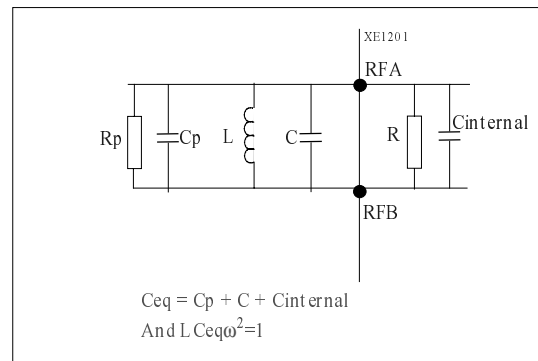 XE1201
RFA
Rp
Cp
L
C
R
Cinternal
RFB
Ceq = Cp + C + Cinternal
And L Ceqω²=1